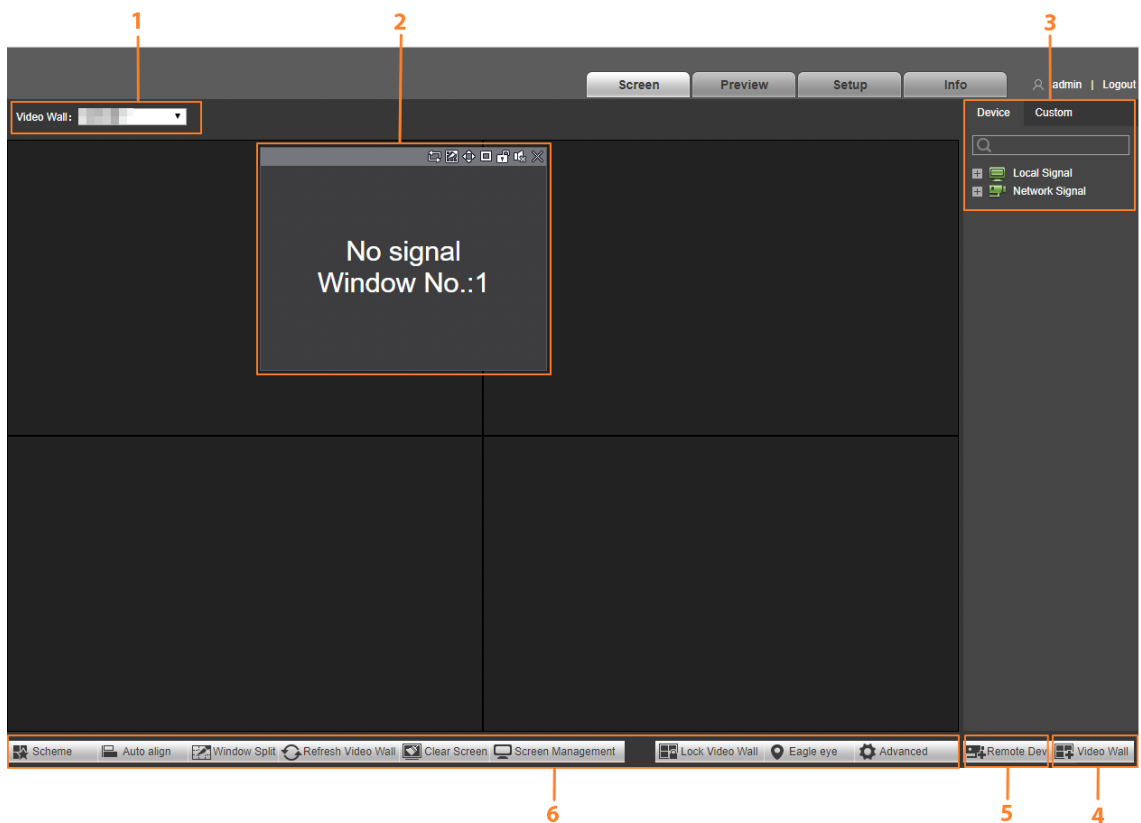 1 2 3
Screen Preview Setup Info admin | Logout
Video Wall: Device Custom
Local Signal
Network Signal
No signal
Window No.:1
Scheme Auto align Window Split Refresh Video Wall Clear Screen Screen Management Lock Video Wall Eagle eye Advanced Remote Dev Video Wall
6 5 4